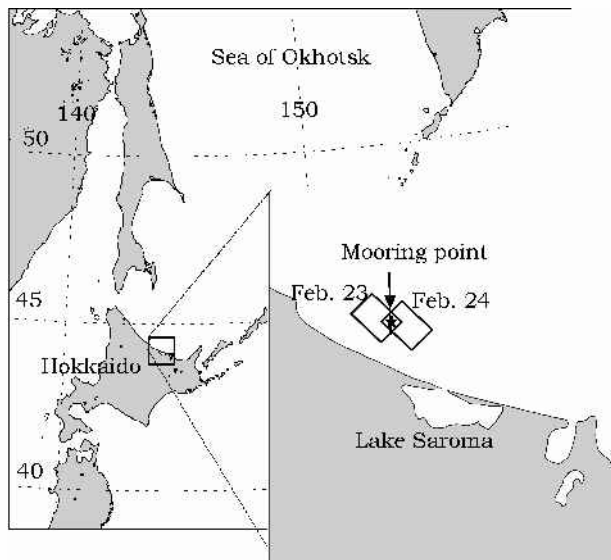 Sea of Okhotsk
140
150
50
Mooring point
Feb. 23
Feb. 24
45
Hokkaido
Lake Saroma
40